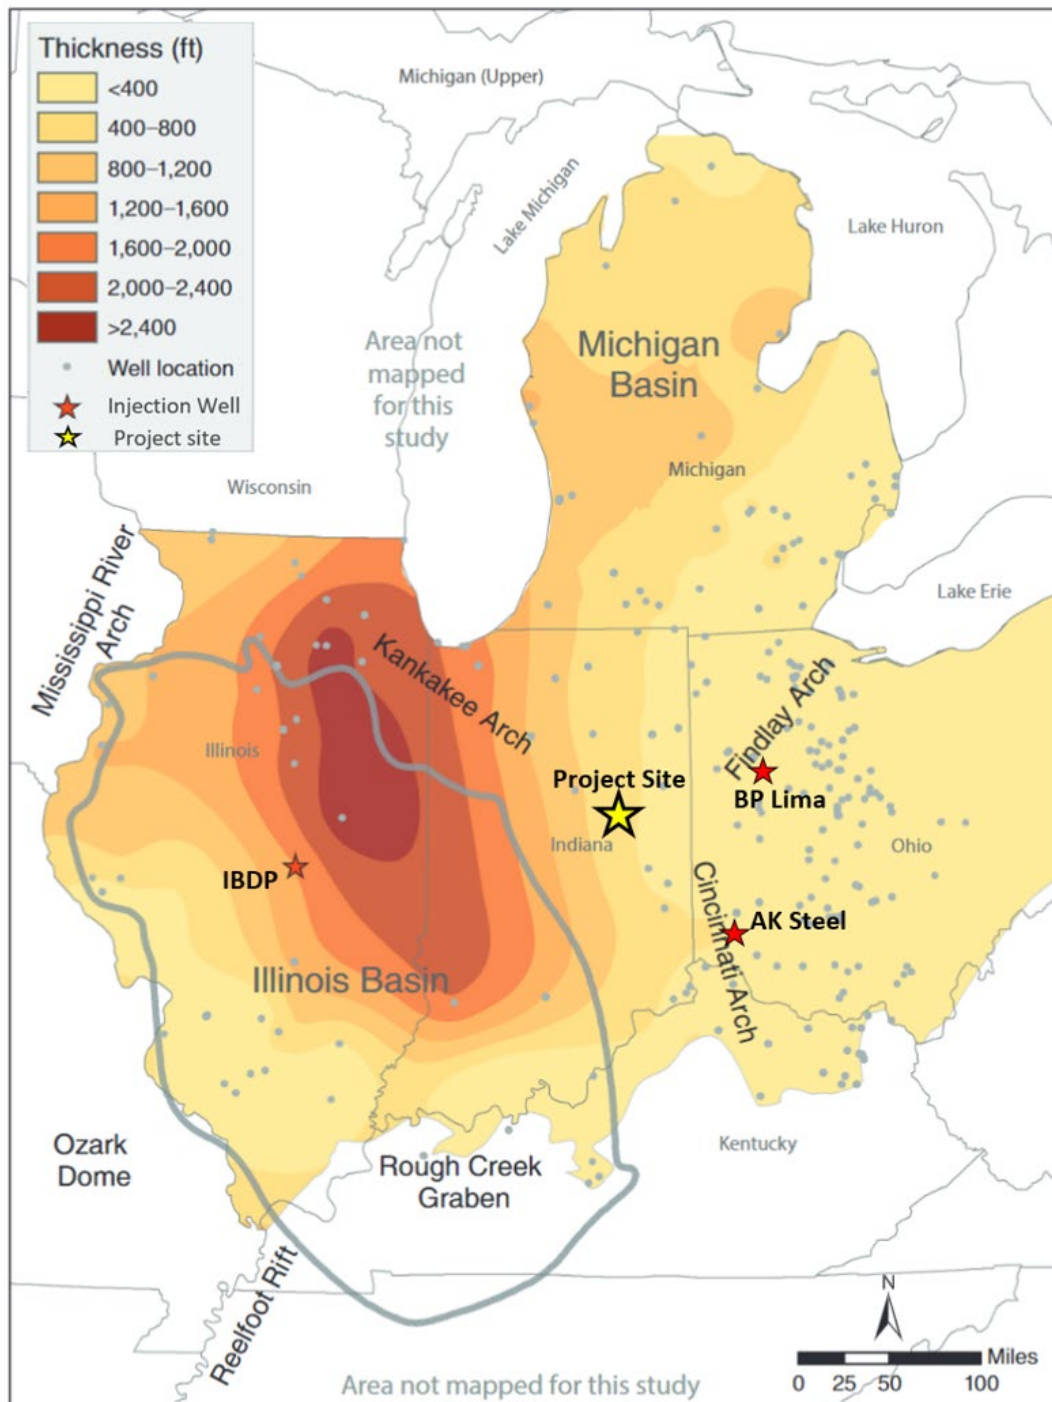 Thickness (ft)
<400
400–800
800–1,200
1,200–1,600
1,600–2,000
2,000–2,400
>2,400
Well location
Injection Well
Project site
Michigan (Upper)
Lake Michigan
Lake Huron
Area not
mapped
for this
study
Michigan
Basin
Michigan
Wisconsin
Lake Erie
Mississippi River
Arch
Kankakee Arch
Findlay Arch
Illinois
Project Site
BP Lima
Indiana
Ohio
IBDP
Cincinnati Arch
AK Steel
Illinois Basin
Ozark
Dome
Rough Creek
Graben
Kentucky
Reelfoot Rift
N
Miles
0 25 50 100
Area not mapped for this study